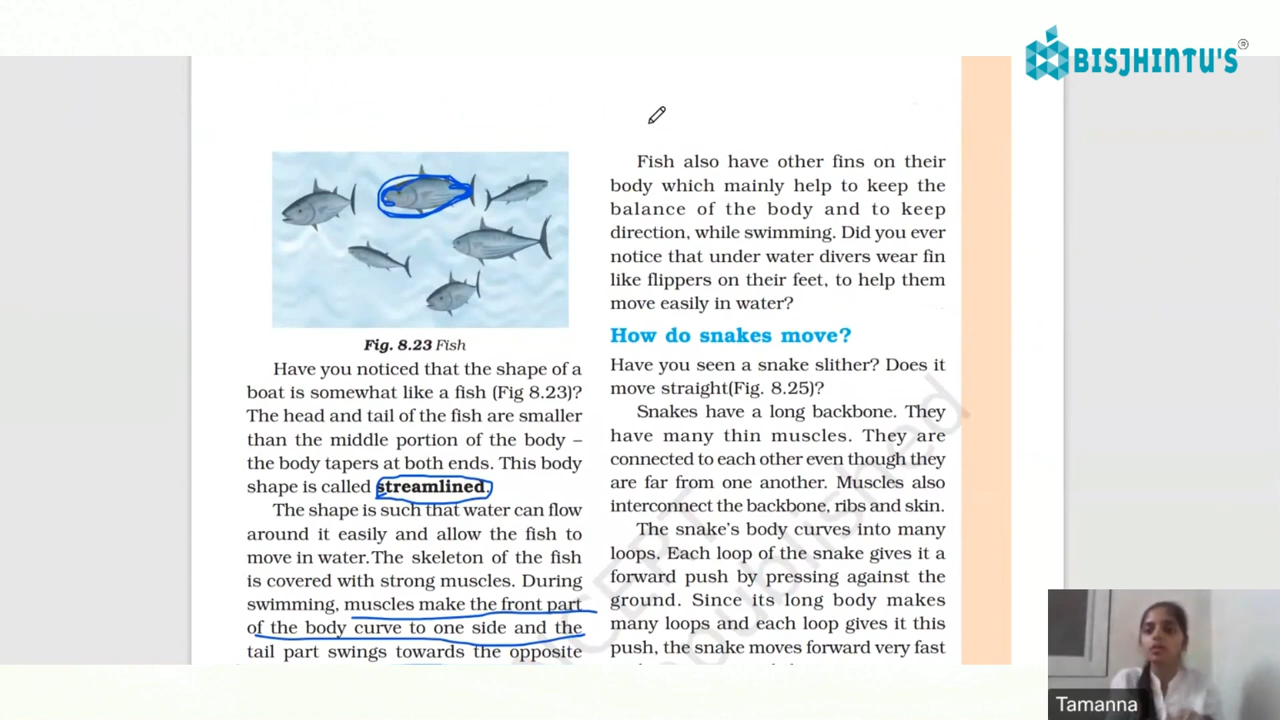 BISJHINTU'S
®
Fig. 8.23 Fish
Have you noticed that the shape of a
boat is somewhat like a fish (Fig 8.23)?
The head and tail of the fish are smaller
than the middle portion of the body –
the body tapers at both ends. This body
shape is called streamlined.
The shape is such that water can flow
around it easily and allow the fish to
move in water. The skeleton of the fish
is covered with strong muscles. During
swimming, muscles make the front part
of the body curve to one side and the
tail part swings towards the opposite
Fish also have other fins on their
body which mainly help to keep the
balance of the body and to keep
direction, while swimming. Did you ever
notice that under water divers wear fin
like flippers on their feet, to help them
move easily in water?
How do snakes move?
Have you seen a snake slither? Does it
move straight(Fig. 8.25)?
Snakes have a long backbone. They
have many thin muscles. They are
connected to each other even though they
are far from one another. Muscles also
interconnect the backbone, ribs and skin.
The snake's body curves into many
loops. Each loop of the snake gives it a
forward push by pressing against the
ground. Since its long body makes
many loops and each loop gives it this
push, the snake moves forward very fast
Tamanna